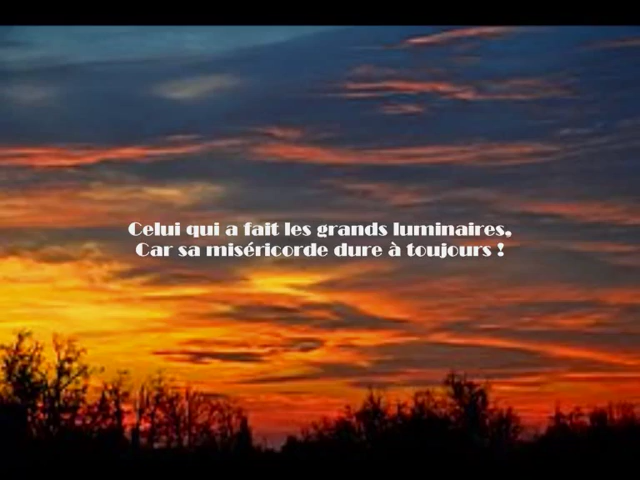 Celui qui a fait les grands luminaires,
Car sa miséricorde dure à toujours !